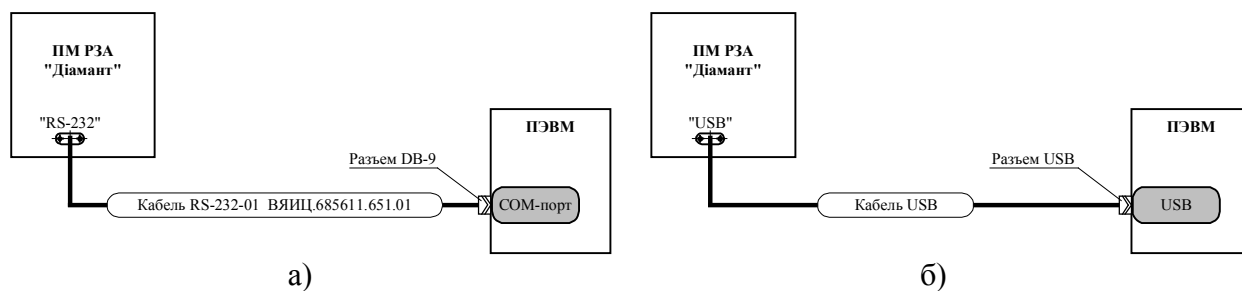 ПМ РЗА
"Діамант"
"RS-232"
ПЭВМ
Разъем DB-9
Кабель RS-232-01 ВЯИЦ.685611.651.01
COM-порт
а)
ПМ РЗА
"Діамант"
"USB"
ПЭВМ
Разъем USB
Кабель USB
USB
б)